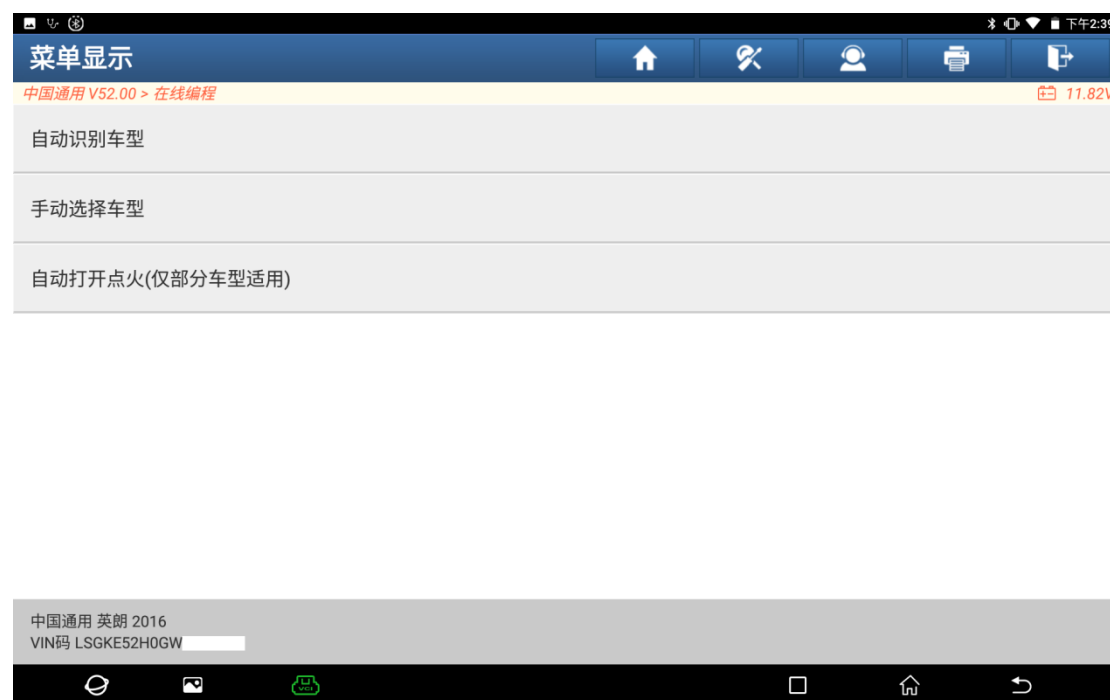 下午2:39
菜单显示
中国通用 V52.00 > 在线编程
11.82V
自动识别车型
手动选择车型
自动打开点火(仅部分车型适用)
中国通用 英朗 2016
VIN码 LSGKE52H0GW
VCI